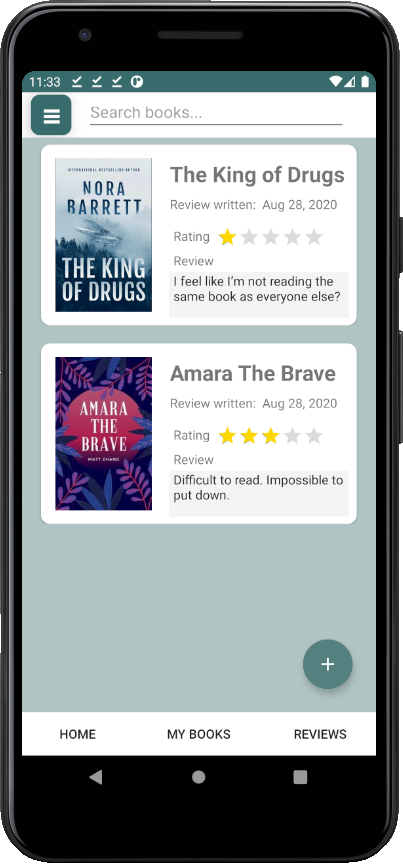 11:33
Search books...
INTERNATIONAL BESTSELLING AUTHOR
NORA
BARRETT
THE KING
OF DRUGS
The King of Drugs
Review written: Aug 28, 2020
Rating
Review
I feel like I'm not reading the
same book as everyone else?
AMARA
THE
BRAVE
MATT ZHANG
Amara The Brave
Review written: Aug 28, 2020
Rating
Review
Difficult to read. Impossible to
put down.
+
HOME MY BOOKS REVIEWS